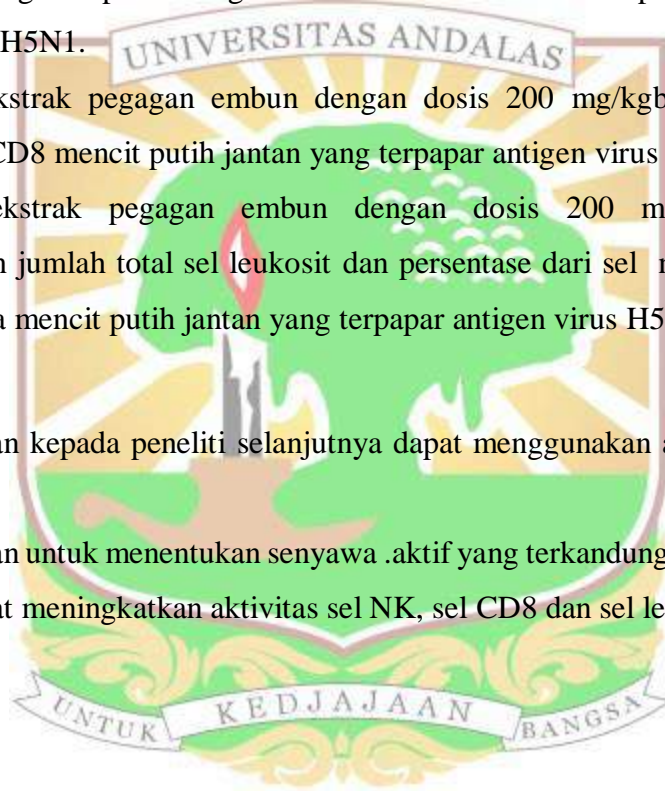 H5N1.
UNIVERSITAS ANDALAS
ekstrak pegagan embun dengan dosis 200 mg/kgb
CD8 mencit putih jantan yang terpapar antigen virus
ekstrak pegagan embun dengan dosis 200 m
jumlah total sel leukosit dan persentase dari sel
mencit putih jantan yang terpapar antigen virus H5
kepada peneliti selanjutnya dapat menggunakan a
untuk menentukan senyawa .aktif yang terkandung
meningkatkan aktivitas sel NK, sel CD8 dan sel le
UNTUK KEDJAJAAN BANGSA